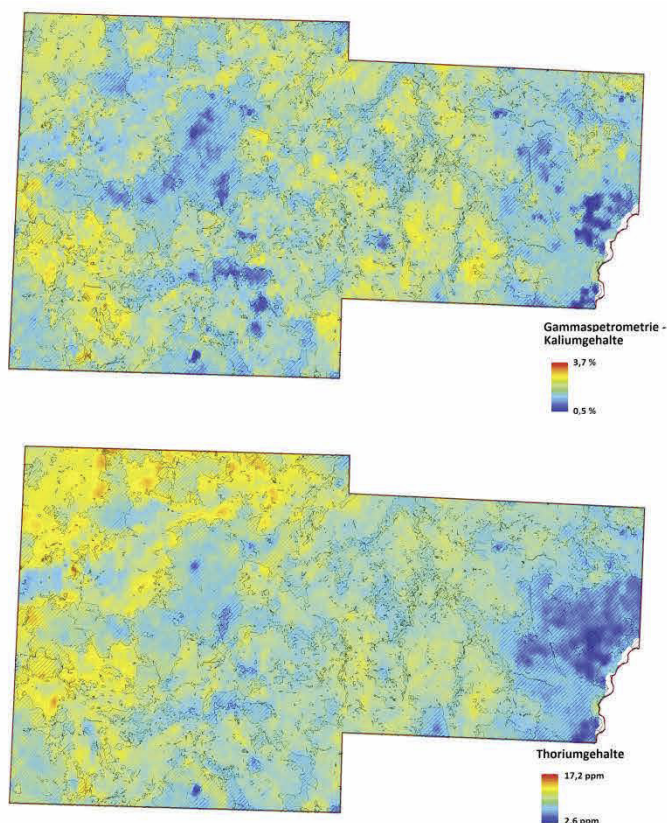 Gammaspetrometrie -
Kaliumgehalte
3,7 %
0,5 %
Thoriumgehalte
17,2 ppm
2,6 ppm